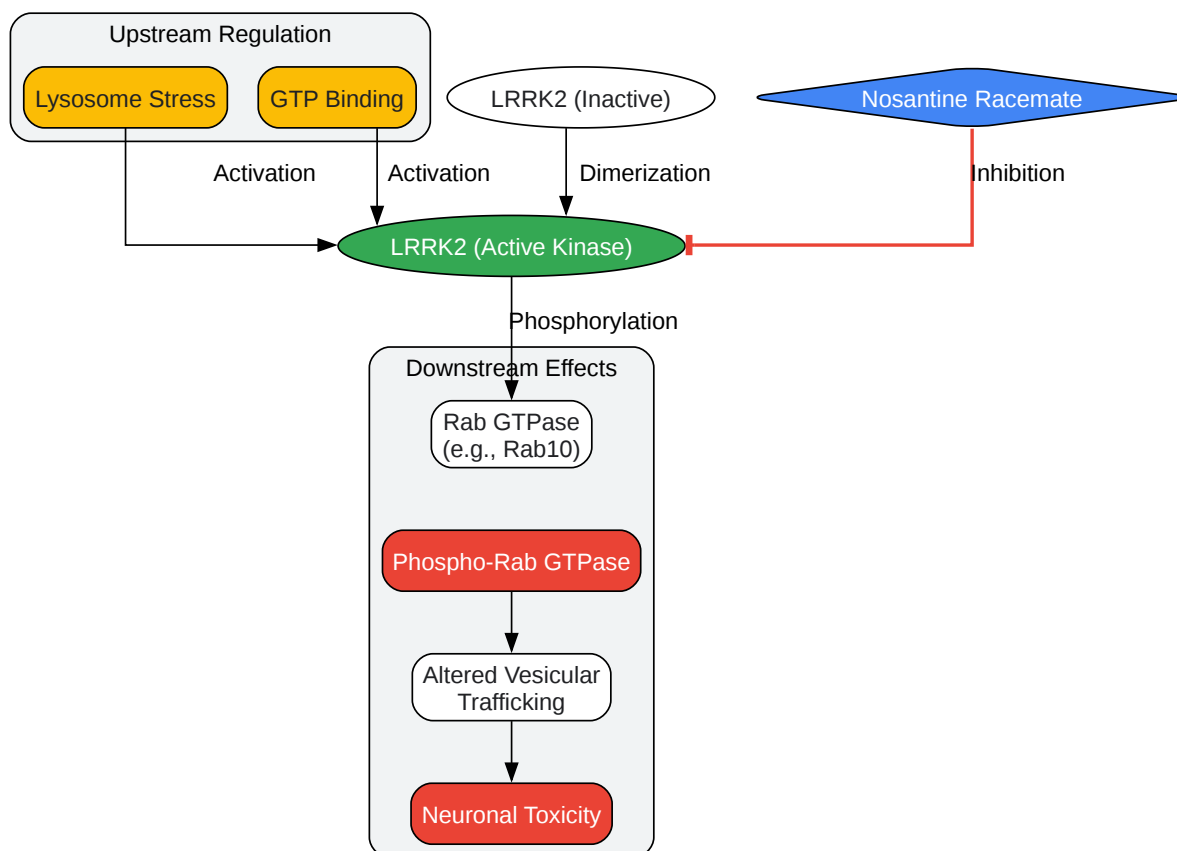 Upstream Regulation
Lysosome Stress
GTP Binding
LRRK2 (Inactive)
Nosantine Racemate
Activation
Activation
Dimerization
Inhibition
LRRK2 (Active Kinase)
Phosphorylation
Downstream Effects
Rab GTPase
(e.g., Rab10)
Phospho-Rab GTPase
Altered Vesicular
Trafficking
Neuronal Toxicity